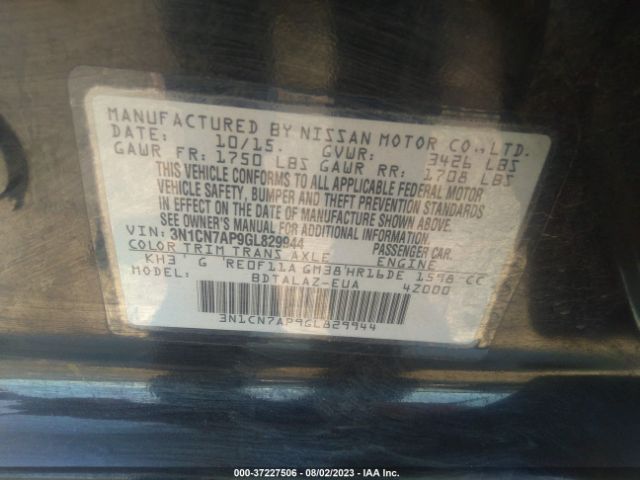 MANUFACTURED BY NISSAN MOTOR CO.,LTD.
DATE: 10/15. GVWR: 3426 LBS
GAWR FR: 1750 LBS GAWR RR: 1708 LBS
THIS VEHICLE CONFORMS TO ALL APPLICABLE FEDERAL MOTOR
VEHICLE SAFETY, BUMPER AND THEFT PREVENTION STANDARDS
IN EFFECT ON THE DATE OF MANUFACTURE SHOWN ABOVE.
SEE OWNER'S MANUAL FOR ADDITIONAL INFORMATION.
VIN: 3N1CN7AP9GL829944 PASSENGER CAR.
COLOR TRIM TRANS AXLE ENGINE
KH3 G RE0F11A GM38 HR16DE 1598 CC
MODEL: BDTALAZ-EUA 4Z000
3N1CN7AP9GL829944
000-37227506 - 08/02/2023 - IAA Inc.